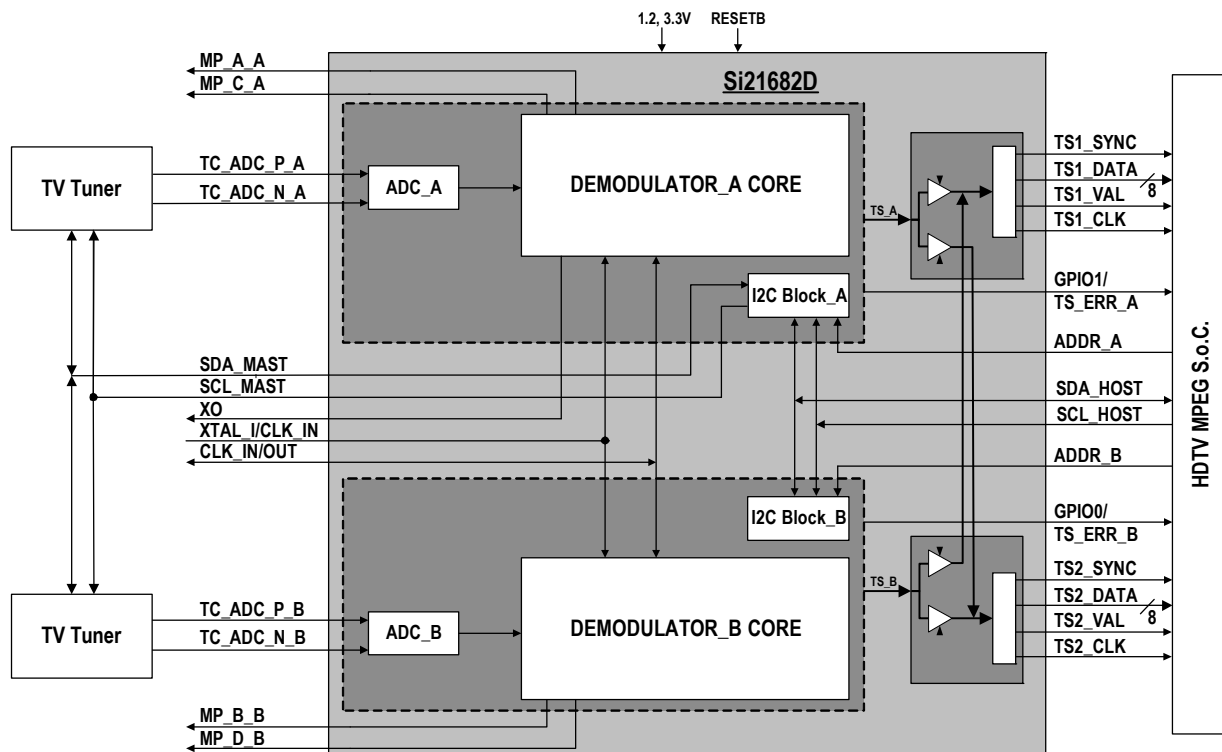 1.2, 3.3V RESETB
Si21682D
MP_A_A
MP_C_A
TV Tuner
TC_ADC_P_A
TC_ADC_N_A
ADC_A
DEMODULATOR_A CORE
TS_A
TS1_SYNC
TS1_DATA
8
TS1_VAL
TS1_CLK
I2C Block_A
GPIO1/
TS_ERR_A
ADDR_A
SDA_MAST
SCL_MAST
XO
XTAL_I/CLK_IN
CLK_IN/OUT
SDA_HOST
SCL_HOST
ADDR_B
HDTV MPEG S.o.C.
I2C Block_B
GPIO0/
TS_ERR_B
TV Tuner
TC_ADC_P_B
TC_ADC_N_B
ADC_B
DEMODULATOR_B CORE
TS_B
TS2_SYNC
TS2_DATA
8
TS2_VAL
TS2_CLK
MP_B_B
MP_D_B